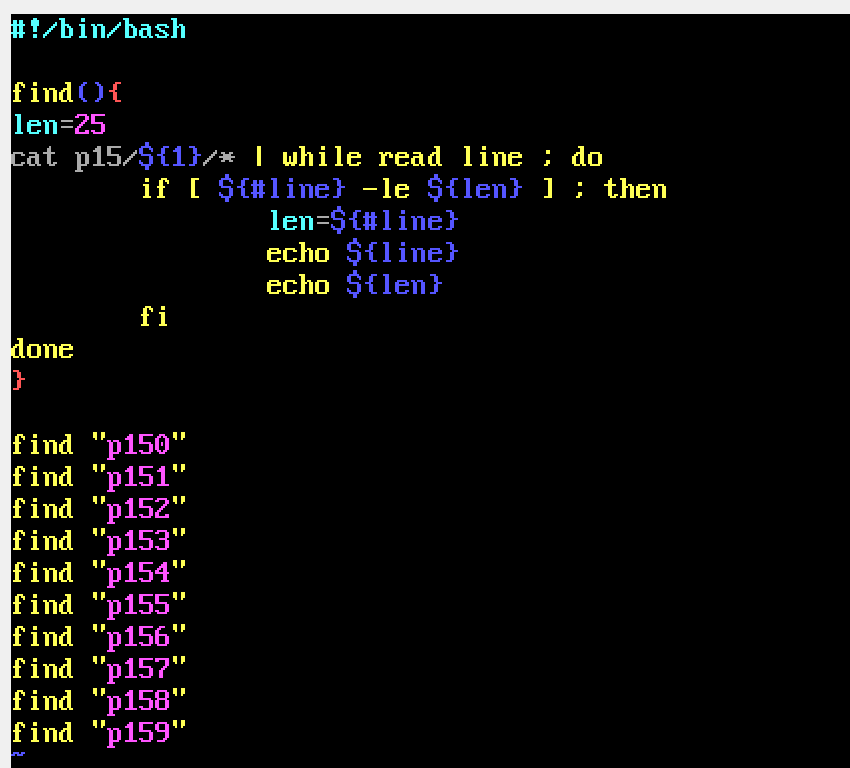 #!/bin/bash

find(){
len=25
cat p15/${1}/* | while read line ; do
        if [ ${#line} -le ${len} ] ; then
                len=${#line}
                echo ${line}
                echo ${len}
        fi
done
}

find "p150"
find "p151"
find "p152"
find "p153"
find "p154"
find "p155"
find "p156"
find "p157"
find "p158"
find "p159"
~